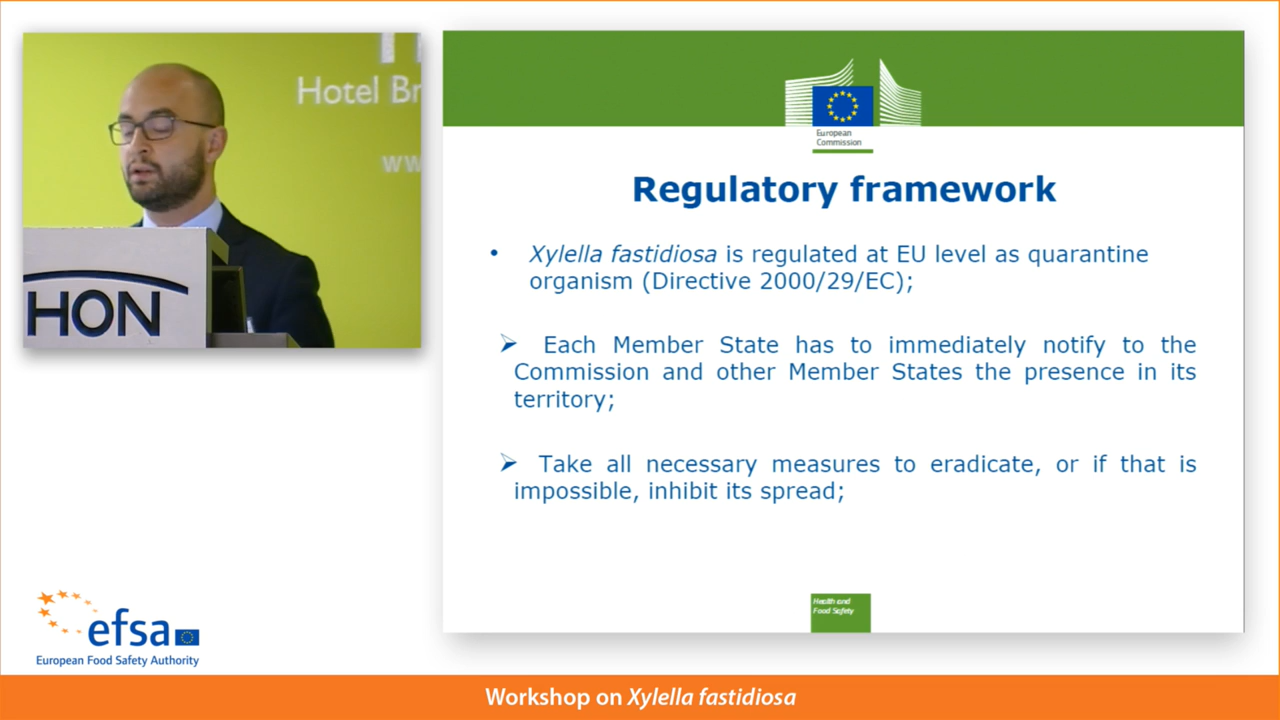 Hotel
HON
European
Commission
Regulatory framework
• Xylella fastidiosa is regulated at EU level as quarantine
organism (Directive 2000/29/EC);
➢ Each Member State has to immediately notify to the
Commission and other Member States the presence in its
territory;
➢ Take all necessary measures to eradicate, or if that is
impossible, inhibit its spread;
Health and
Food Safety
efsa
European Food Safety Authority
Workshop on Xylella fastidiosa